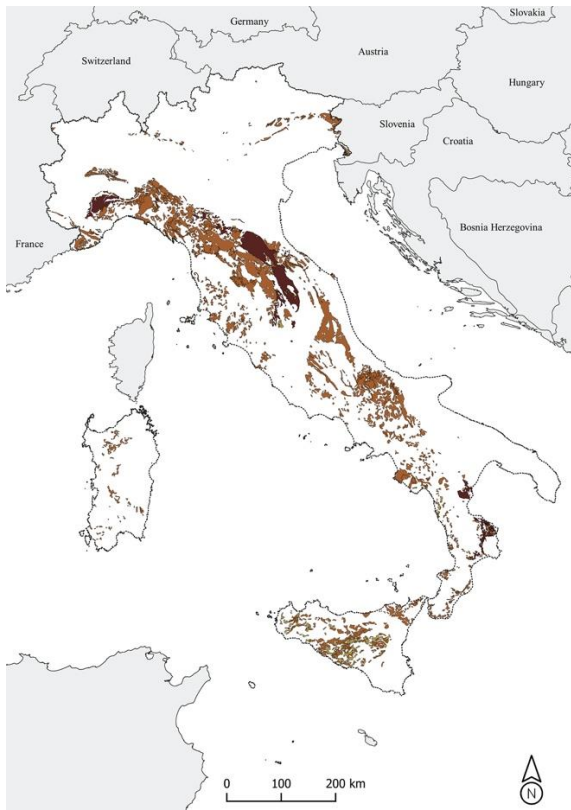 Slovakia
Germany
Austria
Switzerland
Hungary
Slovenia
Croatia
Bosnia Herzegovina
France
0 100 200 km
N